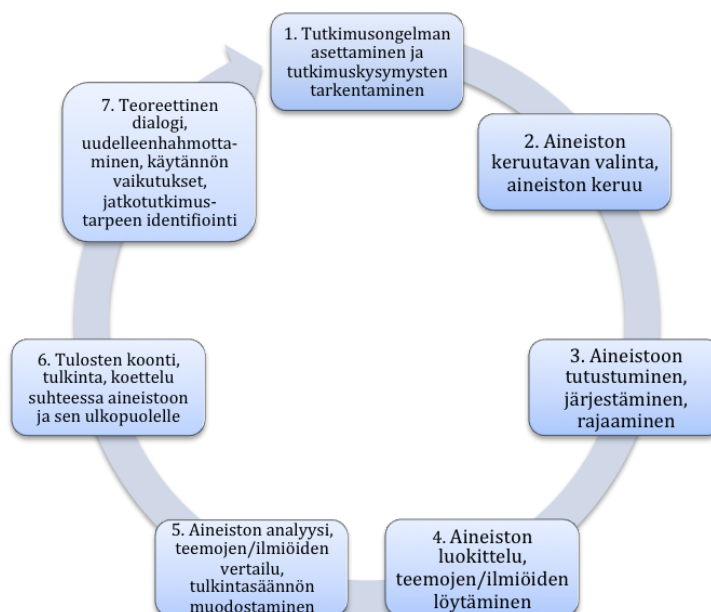 1. Tutkimusongelman
asettaminen ja
tutkimuskysymysten
tarkentaminen
2. Aineiston
keruutavan valinta,
aineiston keruu
3. Aineistoon
tutustuminen,
järjestäminen,
rajaaminen
4. Aineiston
luokittelu,
teemojen/ilmiöiden
löytäminen
5. Aineiston analyysi,
teemojen/ilmiöiden
vertailu,
tulkintasäännön
muodostaminen
6. Tulosten koonti,
tulkinta, koettelu
suhteessa aineistoon
ja sen ulkopuolelle
7. Teoreettinen
dialogi,
uudelleenhahmotta-
minen, käytännön
vaikutukset,
jatkotutkimus-
tarpeen identifiointi